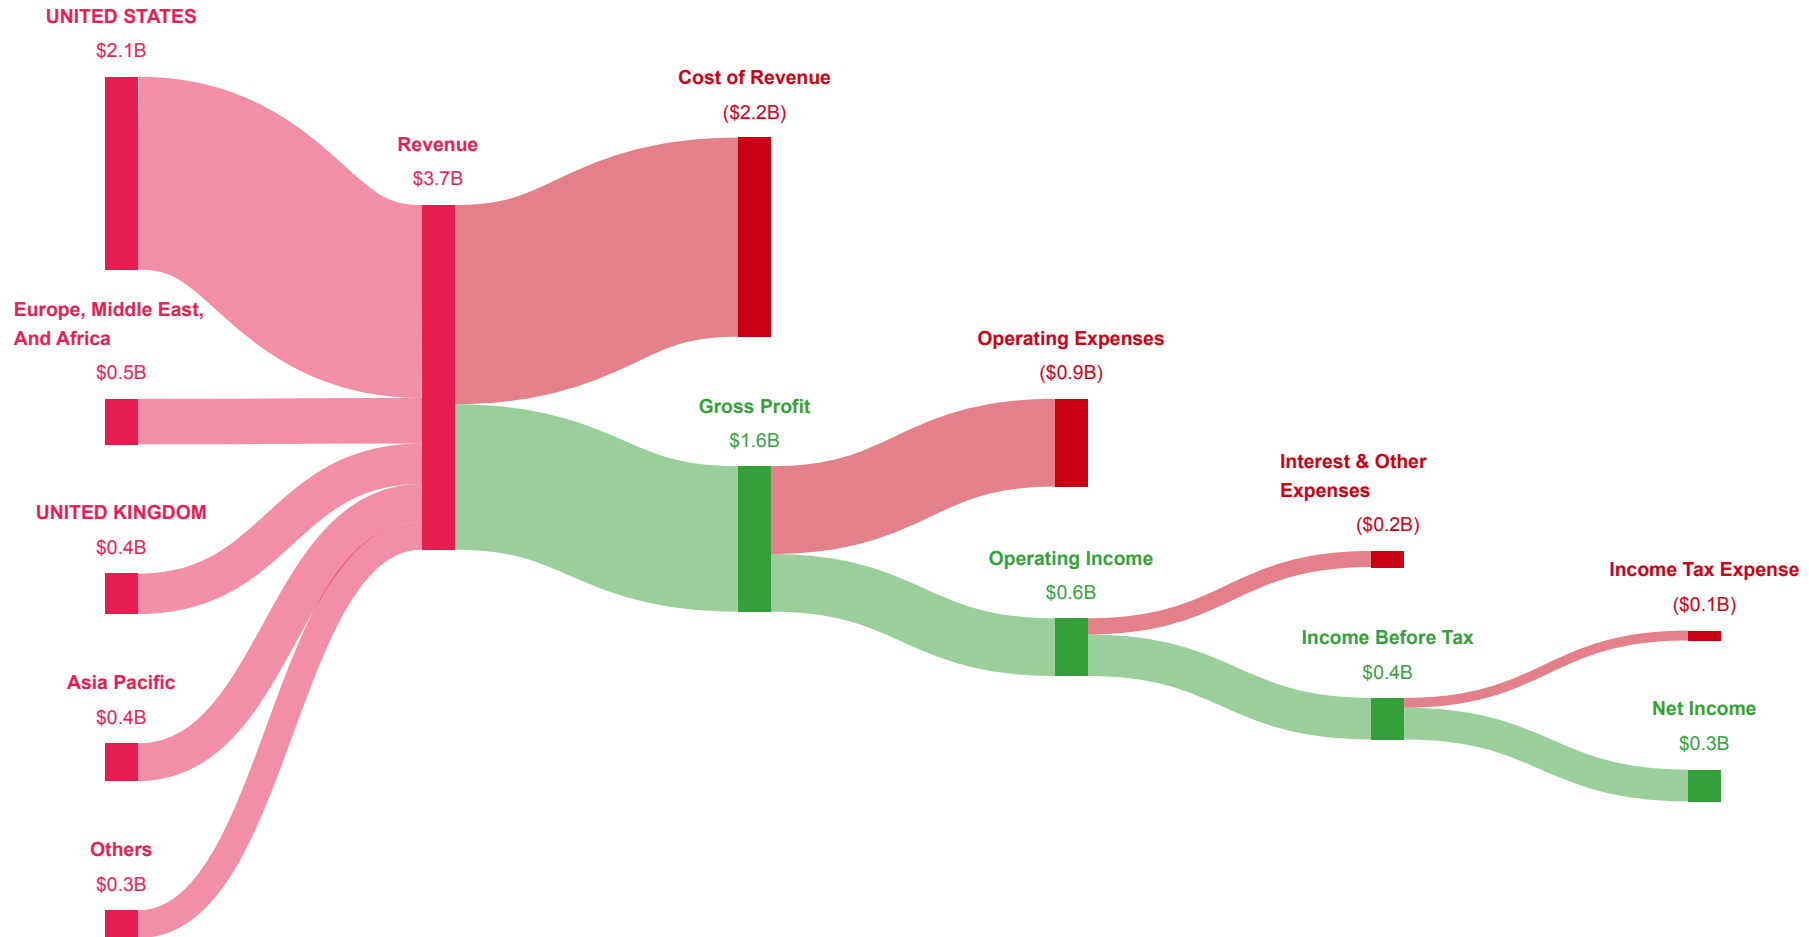 UNITED STATES
$2.1B
Europe, Middle East,
And Africa
$0.5B
UNITED KINGDOM
$0.4B
Asia Pacific
$0.4B
Others
$0.3B
Revenue
$3.7B
Cost of Revenue
($2.2B)
Gross Profit
$1.6B
Operating Expenses
($0.9B)
Operating Income
$0.6B
Interest & Other
Expenses
($0.2B)
Income Before Tax
$0.4B
Income Tax Expense
($0.1B)
Net Income
$0.3B